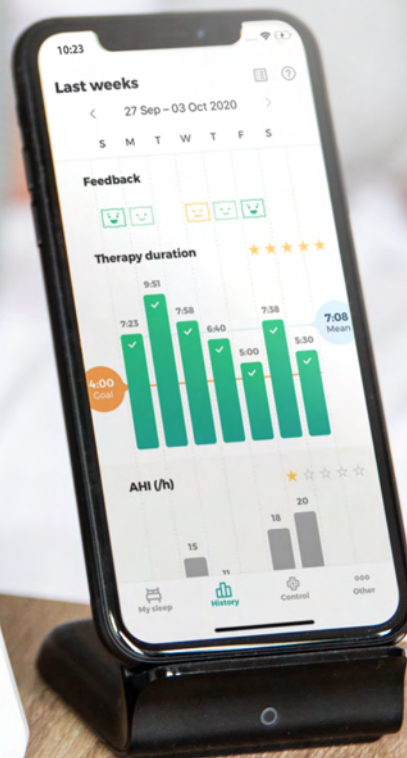 10:23
Last weeks
27 Sep – 03 Oct 2020
S M T W T F S
Feedback
Therapy duration
9:51
7:23 7:58 6:40 5:00 7:38 5:30
7:08
Mean
4:00
Goal
AHI (/h)
15 11 18 20
My sleep History Control Other